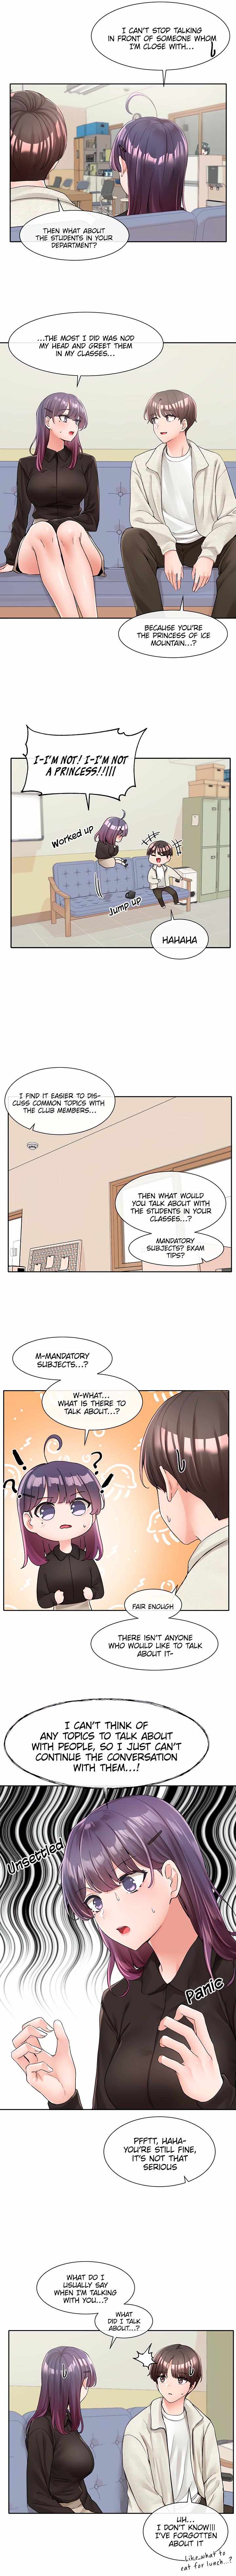 I CAN'T STOP TALKING
IN FRONT OF SOMEONE WHOM
I'M CLOSE WITH...
THEN WHAT ABOUT
THE STUDENTS IN YOUR
DEPARTMENT?
...THE MOST I DID WAS NOD
MY HEAD AND GREET THEM
IN MY CLASSES...
BECAUSE YOU'RE
THE PRINCESS OF ICE
MOUNTAIN...?
I-I'M NOT! I-I'M NOT
A PRINCESS!!|||
Worked up
Jump up
HAHAHA
I FIND IT EASIER TO DIS-
CUSS COMMON TOPICS WITH
THE CLUB MEMBERS...
THEN WHAT WOULD
YOU TALK ABOUT WITH
THE STUDENTS IN YOUR
CLASSES...?
MANDATORY
SUBJECTS? EXAM
TIPS?
M-MANDATORY
SUBJECTS...?
W-WHAT...
WHAT IS THERE TO
TALK ABOUT...?
! ? ? !
FAIR ENOUGH
THERE ISN'T ANYONE
WHO WOULD LIKE TO TALK
ABOUT IT-
I CAN'T THINK OF
ANY TOPICS TO TALK ABOUT
WITH PEOPLE, SO I JUST CAN'T
CONTINUE THE CONVERSATION
WITH THEM...!
Unsettled
Panic
PFFTT, HAHA-
YOU'RE STILL FINE,
IT'S NOT THAT
SERIOUS
WHAT DO I
USUALLY SAY
WHEN I'M TALKING
WITH YOU...?
WHAT
DID I TALK
ABOUT...?
UH...
I DON'T KNOW|||
I'VE FORGOTTEN
ABOUT IT
Like..what to
eat for lunch...?